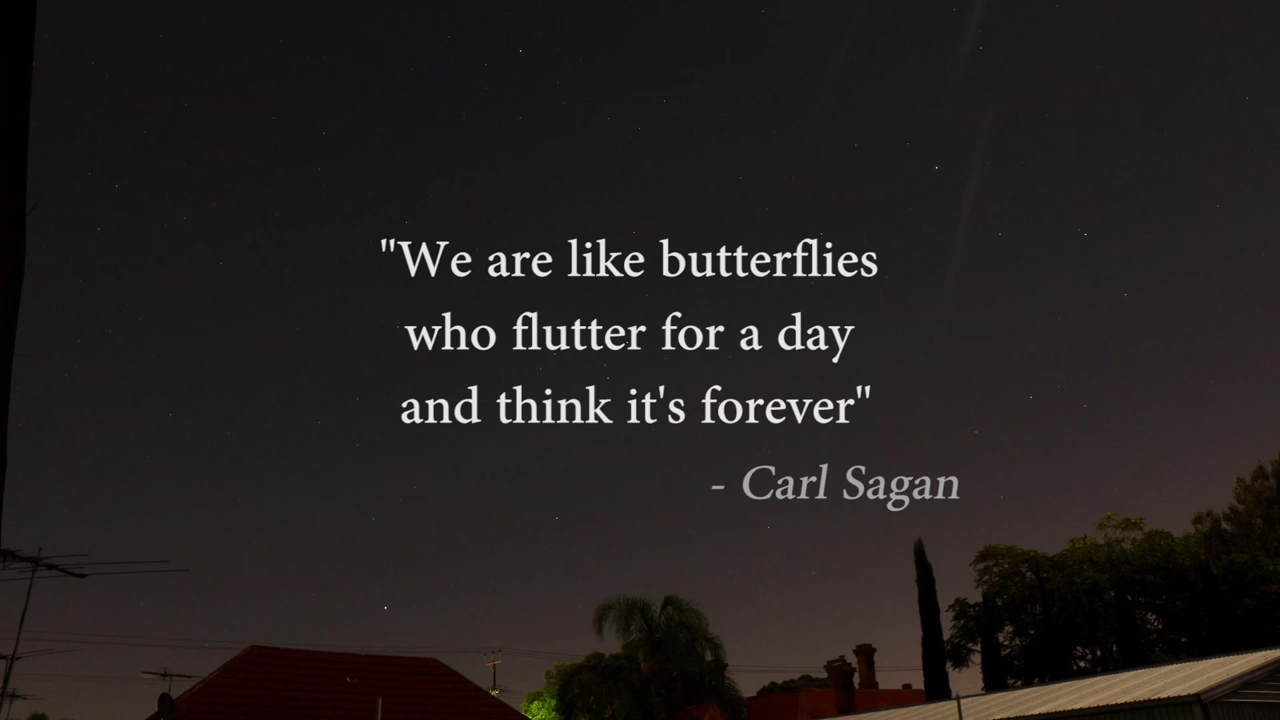 "We are like butterflies
who flutter for a day
and think it's forever"
- Carl Sagan